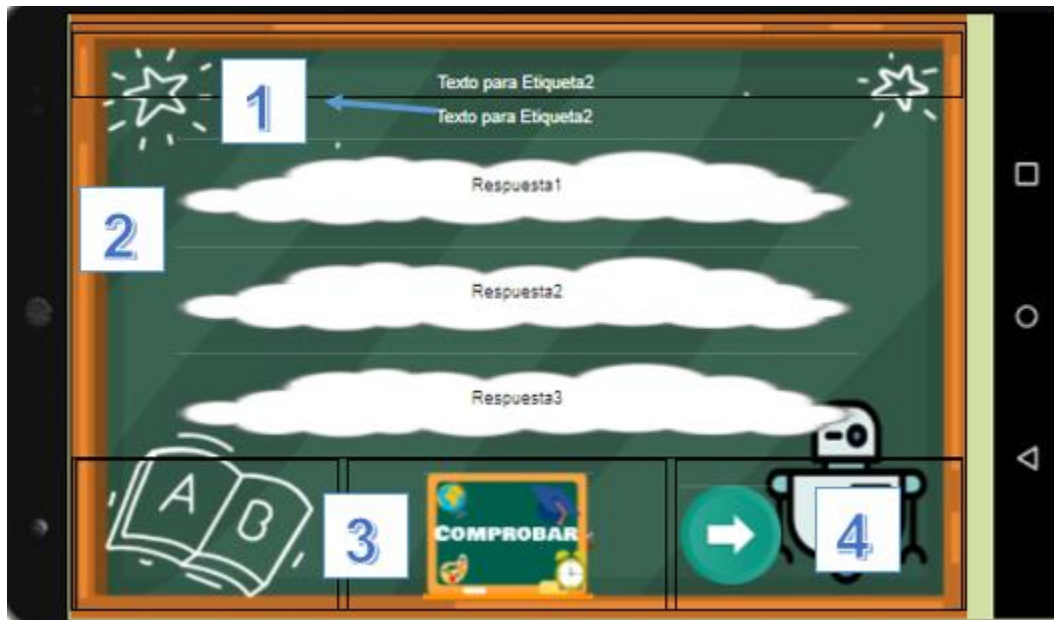 Texto para Etiqueta2
1
Texto para Etiqueta2
Respuesta1
2
Respuesta2
Respuesta3
A B
3
COMPROBAR
4